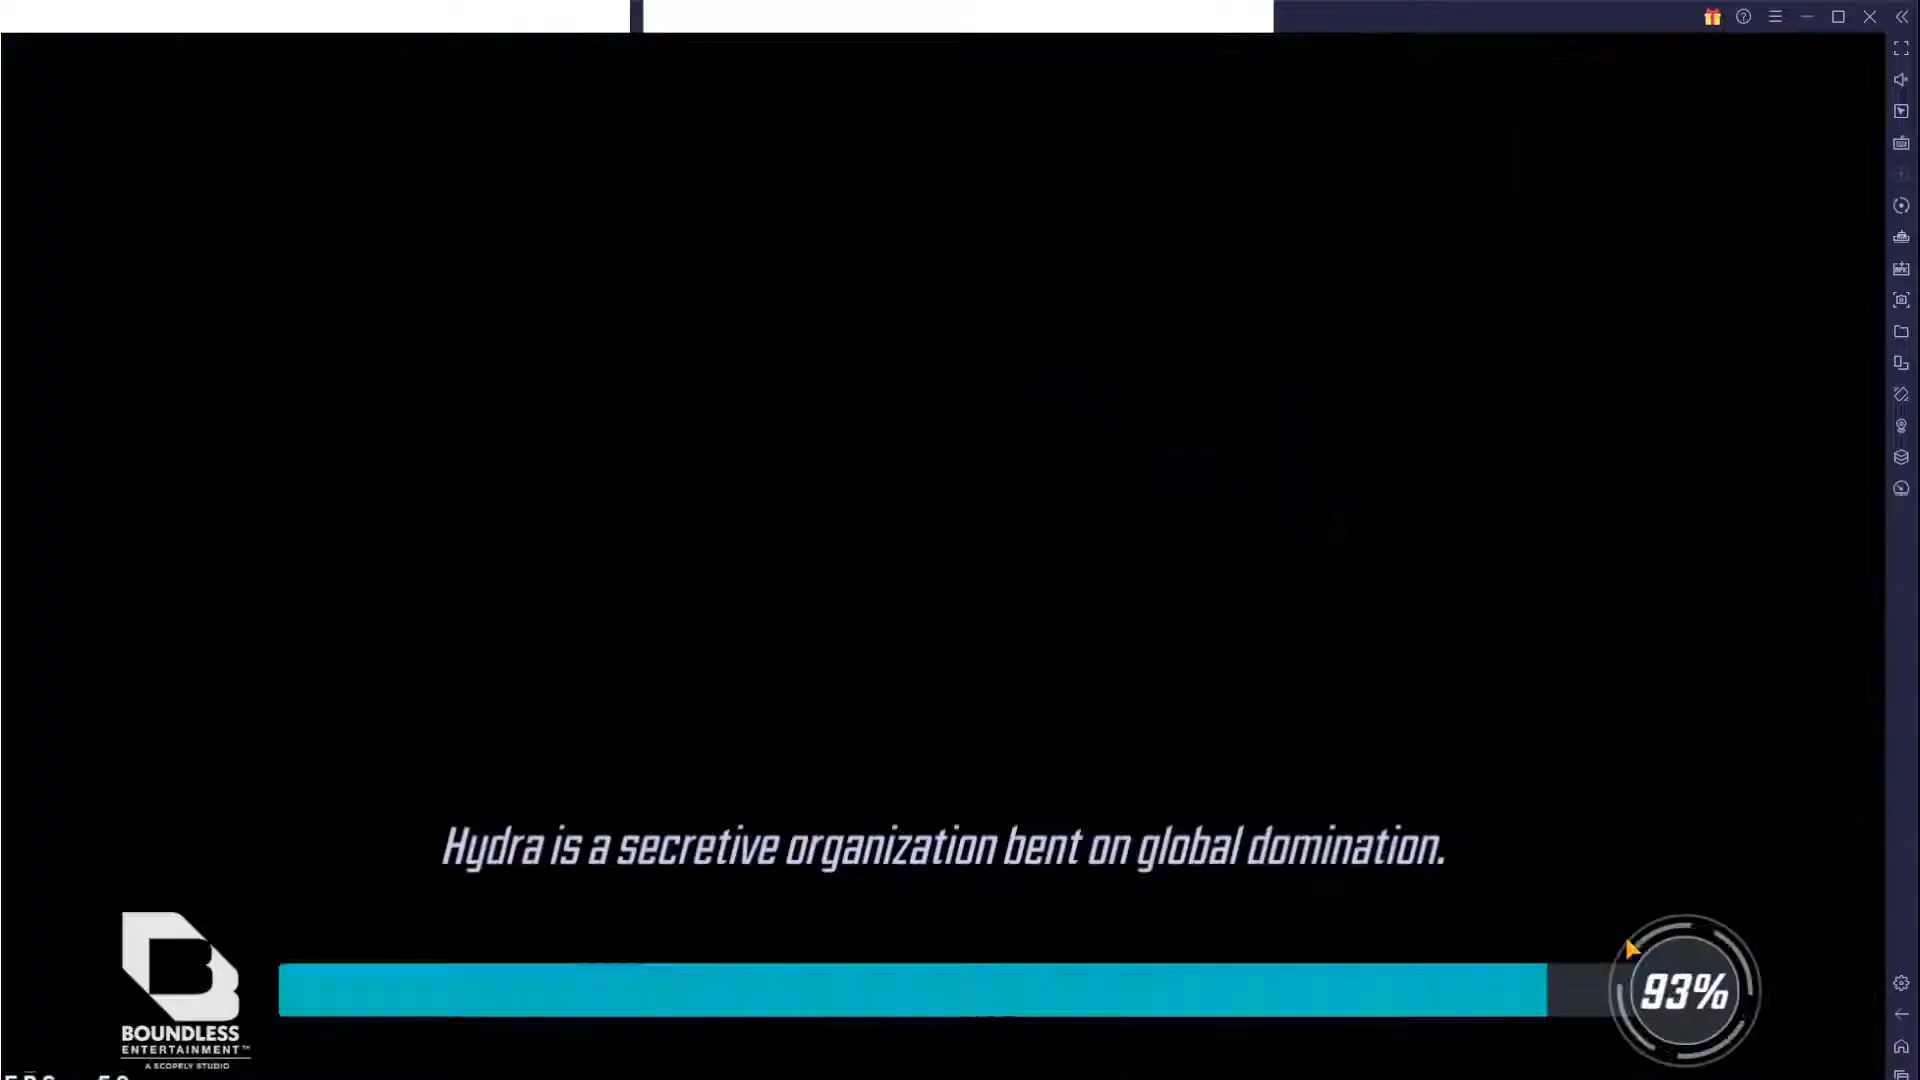 Hydra is a secretive organization bent on global domination.
93%
BOUNDLESS
ENTERTAINMENT™
A SCOPELY STUDIO